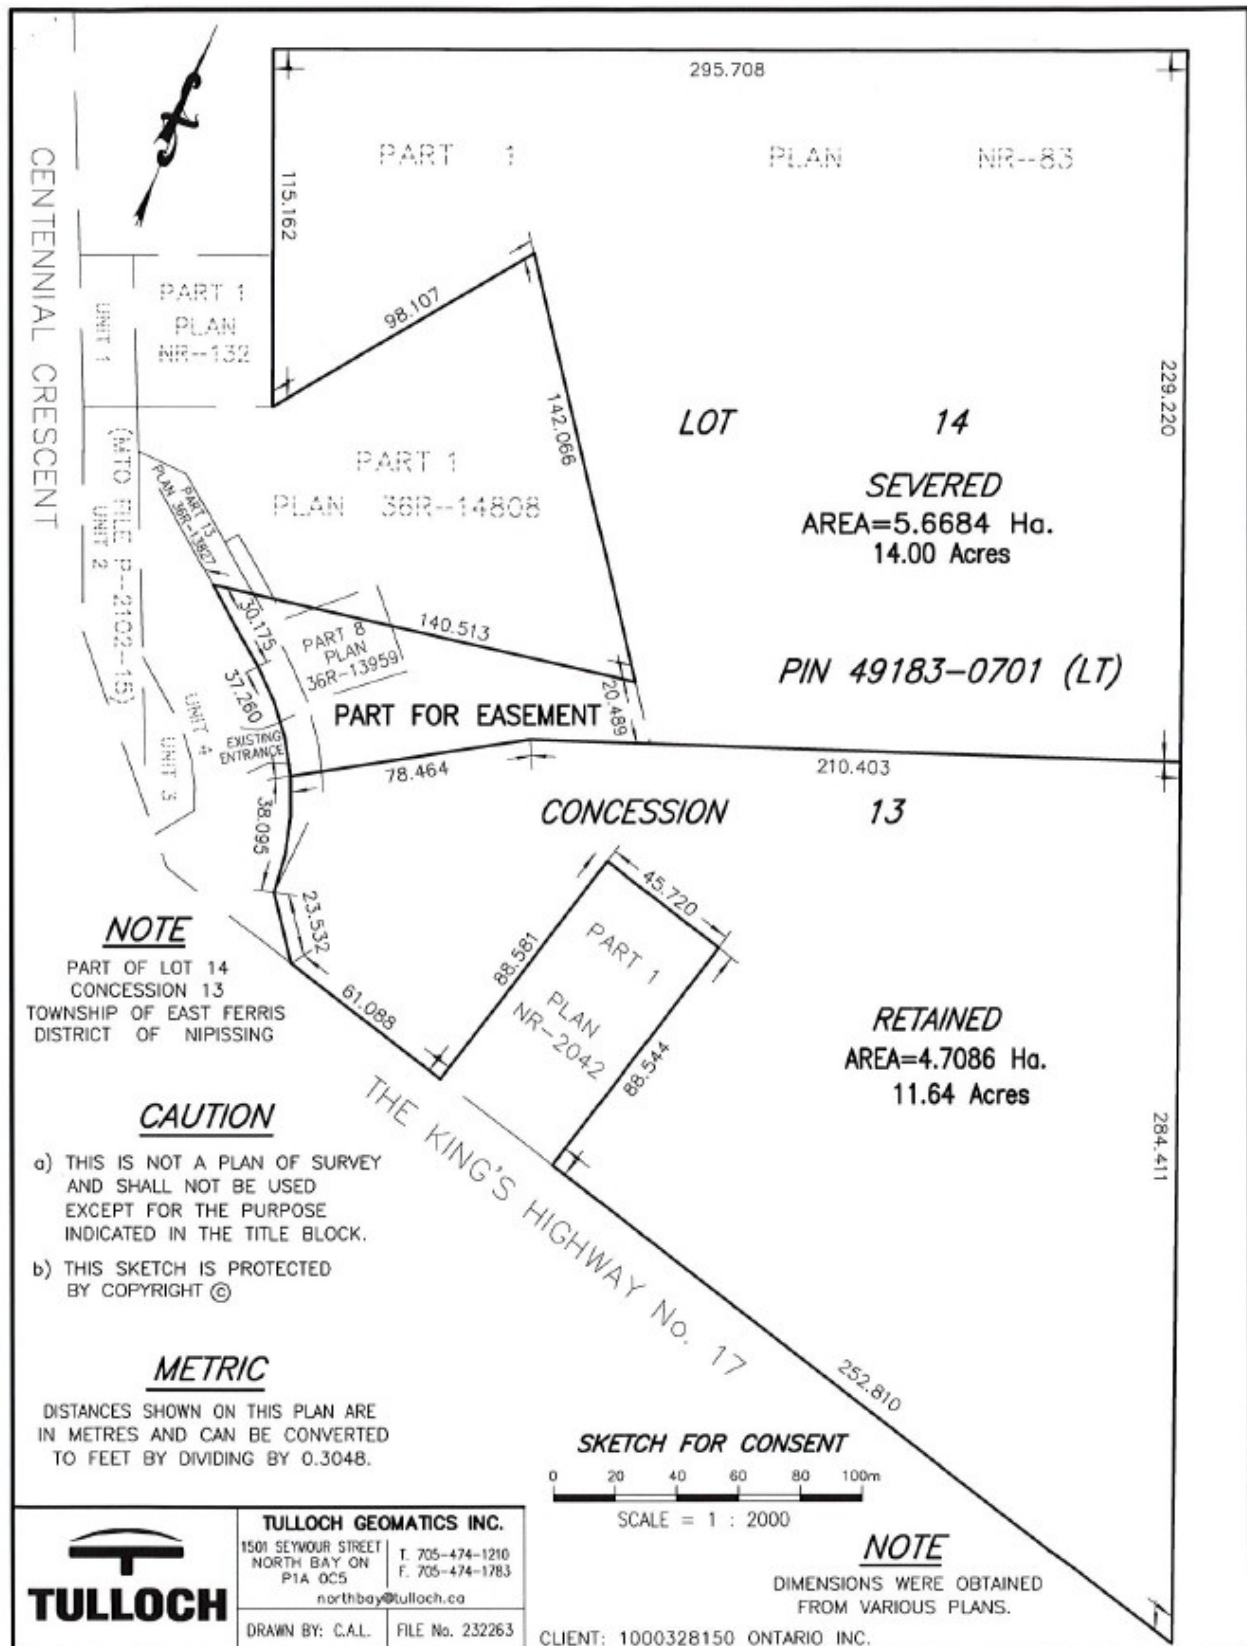 295.708
PART 1
PLAN NR--83
115.162
CENTENNIAL CRESCENT
PART 1
PLAN
NR--132
UNIT 1
98.107
142.066
229.220
LOT 14
SEVERED
AREA=5.6684 Ha.
14.00 Acres
PIN 49183-0701 (LT)
PART 1
PLAN 36R--14808
(MTO FILE P--2102--15)
UNIT 2
PART 13
PLAN 36R-13827
30.175
140.513
PART 8
PLAN
36R-13959
37.260
PART FOR EASEMENT
20.489
UNIT 4
EXISTING
ENTRANCE
UNIT 3
78.464
210.403
CONCESSION 13
38.095
23.532
45.720
88.581
PART 1
PLAN
NR-2042
88.544
61.088
NOTE
PART OF LOT 14
CONCESSION 13
TOWNSHIP OF EAST FERRIS
DISTRICT OF NIPISSING
RETAINED
AREA=4.7086 Ha.
11.64 Acres
284.411
THE KING'S HIGHWAY No. 17
252.810
CAUTION
a) THIS IS NOT A PLAN OF SURVEY
AND SHALL NOT BE USED
EXCEPT FOR THE PURPOSE
INDICATED IN THE TITLE BLOCK.
b) THIS SKETCH IS PROTECTED
BY COPYRIGHT ©
METRIC
DISTANCES SHOWN ON THIS PLAN ARE
IN METRES AND CAN BE CONVERTED
TO FEET BY DIVIDING BY 0.3048.
SKETCH FOR CONSENT
0 20 40 60 80 100m
SCALE = 1 : 2000
NOTE
DIMENSIONS WERE OBTAINED
FROM VARIOUS PLANS.
CLIENT: 1000328150 ONTARIO INC.
TULLOCH
TULLOCH GEOMATICS INC.
1501 SEYMOUR STREET
NORTH BAY ON
P1A 0C5
T. 705-474-1210
F. 705-474-1783
northbay@tulloch.ca
DRAWN BY: C.A.L.
FILE No. 232263